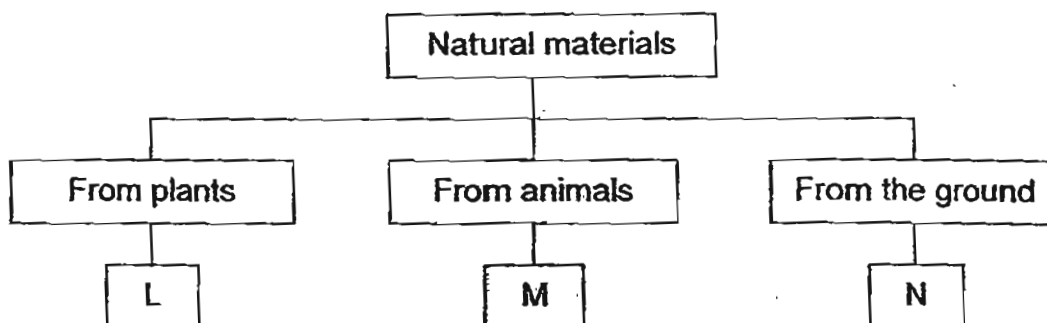 Natural materials
From plants
From animals
From the ground
L
M
N